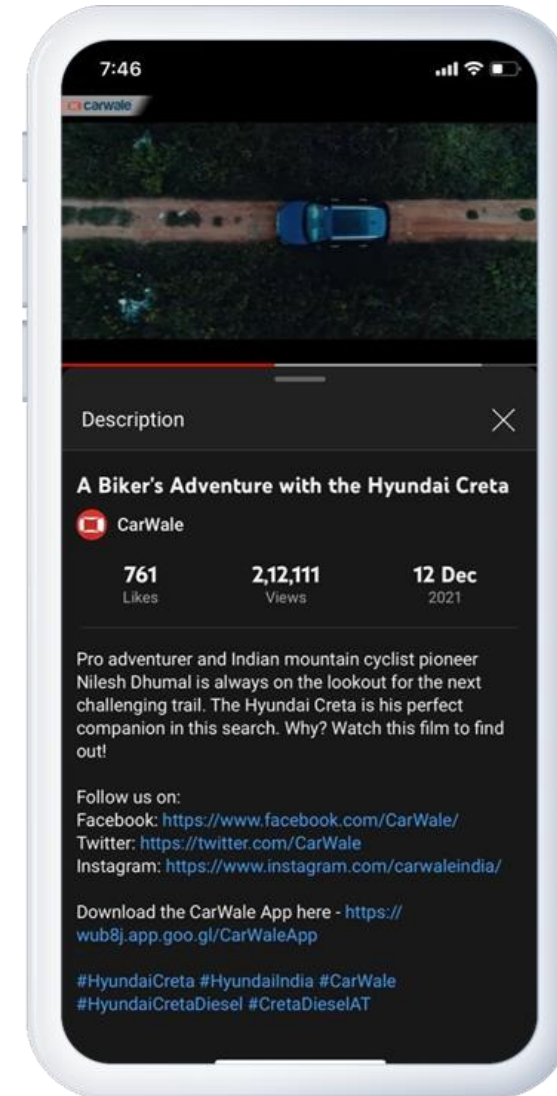 7:46
carwale
Description
A Biker's Adventure with the Hyundai Creta
CarWale
761 2,12,111 12 Dec
Likes Views 2021
Pro adventurer and Indian mountain cyclist pioneer
Nilesh Dhumal is always on the lookout for the next
challenging trail. The Hyundai Creta is his perfect
companion in this search. Why? Watch this film to find
out!
Follow us on:
Facebook: https://www.facebook.com/CarWale/
Twitter: https://twitter.com/CarWale
Instagram: https://www.instagram.com/carwaleindia/
Download the CarWale App here - https://
wub8j.app.goo.gl/CarWaleApp
#HyundaiCreta #HyundaiIndia #CarWale
#HyundaiCretaDiesel #CretaDieselAT